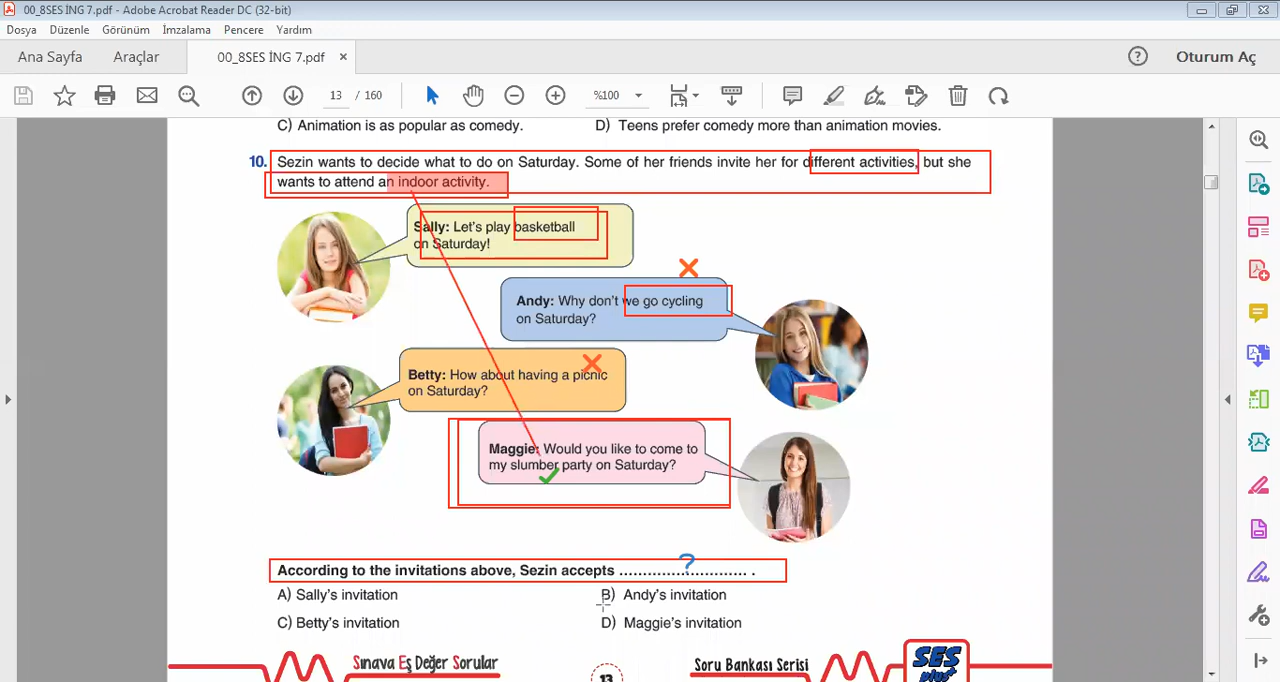 00_8SES İNG 7.pdf - Adobe Acrobat Reader DC (32-bit)
Dosya Düzenle Görünüm İmzalama Pencere Yardım
Ana Sayfa Araçlar 00_8SES İNG 7.pdf × ? Oturum Aç
13 / 160 %100
C) Animation is as popular as comedy. D) Teens prefer comedy more than animation movies.
10. Sezin wants to decide what to do on Saturday. Some of her friends invite her for different activities, but she
wants to attend an indoor activity.
Sally: Let's play basketball
on Saturday!
Andy: Why don't we go cycling
on Saturday?
Betty: How about having a picnic
on Saturday?
Maggie: Would you like to come to
my slumber party on Saturday?
?
According to the invitations above, Sezin accepts ........................... .
A) Sally's invitation B) Andy's invitation
C) Betty's invitation D) Maggie's invitation
Sınava Eş Değer Sorular 13 Soru Bankası Serisi SES
plus+